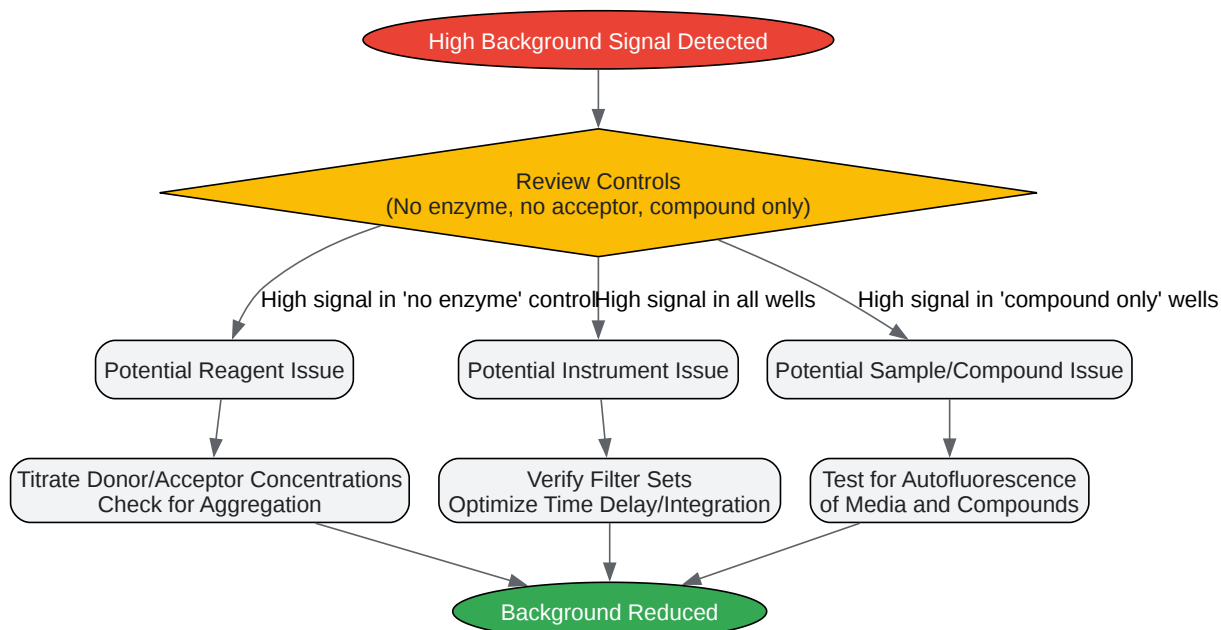 High Background Signal Detected
Review Controls
(No enzyme, no acceptor, compound only)
High signal in 'no enzyme' control
High signal in all wells
High signal in 'compound only' wells
Potential Reagent Issue
Potential Instrument Issue
Potential Sample/Compound Issue
Titrate Donor/Acceptor Concentrations
Check for Aggregation
Verify Filter Sets
Optimize Time Delay/Integration
Test for Autofluorescence
of Media and Compounds
Background Reduced